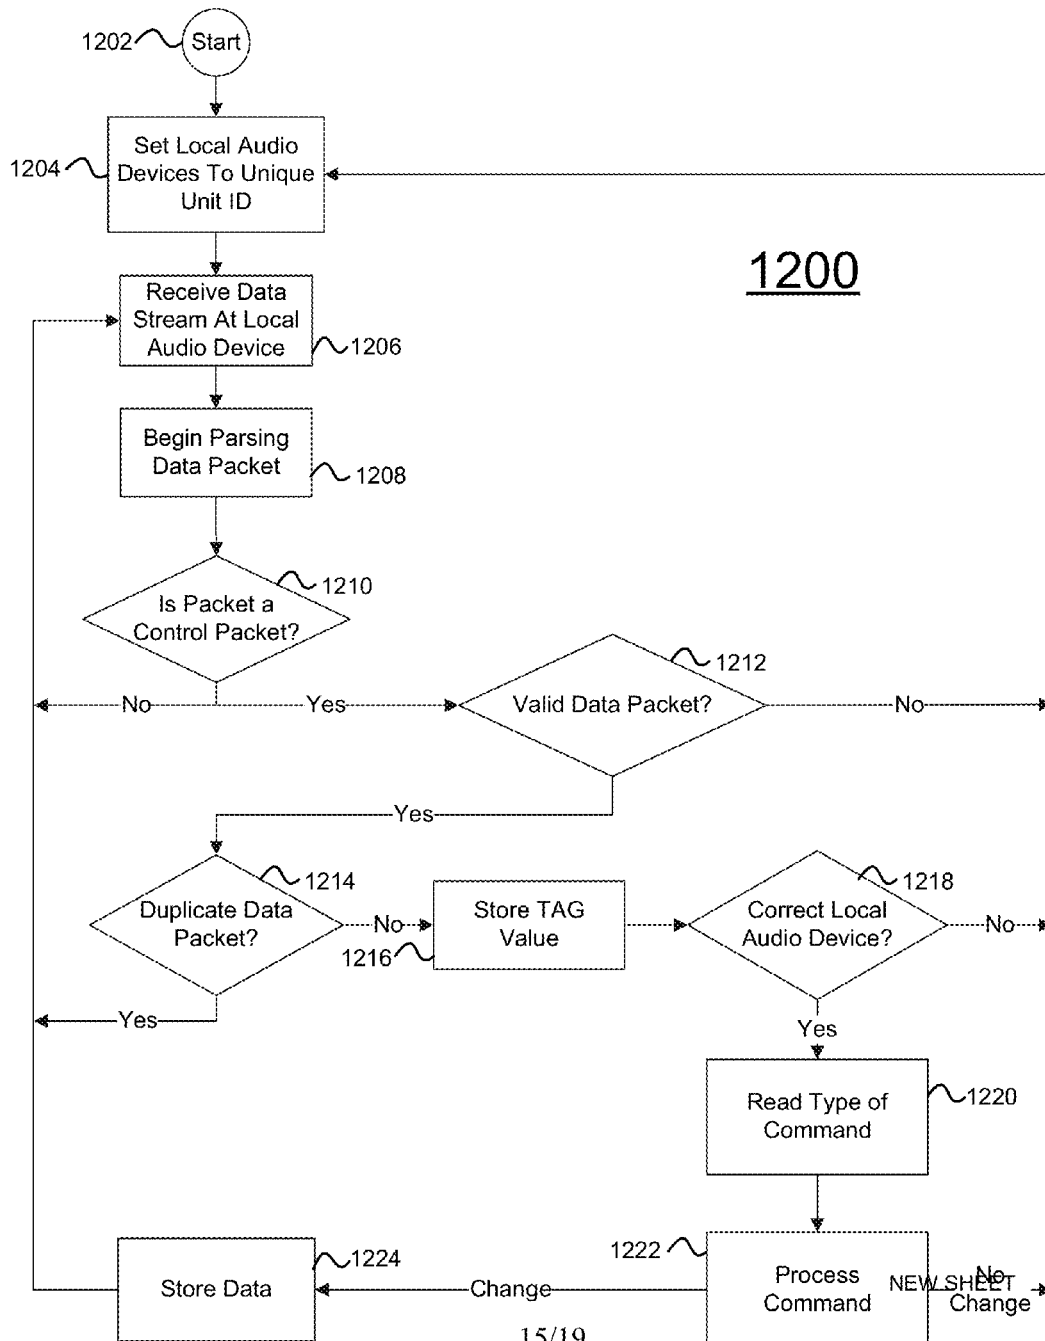 1202
Start
Set Local Audio
Devices To Unique
Unit ID
1204
1200
Receive Data
Stream At Local
Audio Device
1206
Begin Parsing
Data Packet
1208
1210
Is Packet a
Control Packet?
1212
Valid Data Packet?
No
Yes
No
Yes
1214
Duplicate Data
Packet?
No
1216
Store TAG
Value
1218
Correct Local
Audio Device?
No
Yes
Yes
Read Type of
Command
1220
1222
Process
Command
NEW SHEET
No
Change
Change
1224
Store Data
15/19